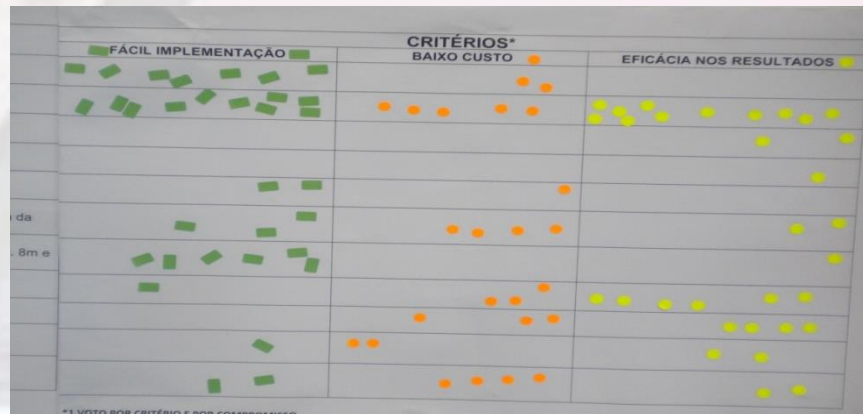 CRITÉRIOS*
FÁCIL IMPLEMENTAÇÃO
BAIXO CUSTO
EFICÁCIA NOS RESULTADOS
da
8m e
*1 VOTO POR CRITÉRIO E POR COMPROMISSO